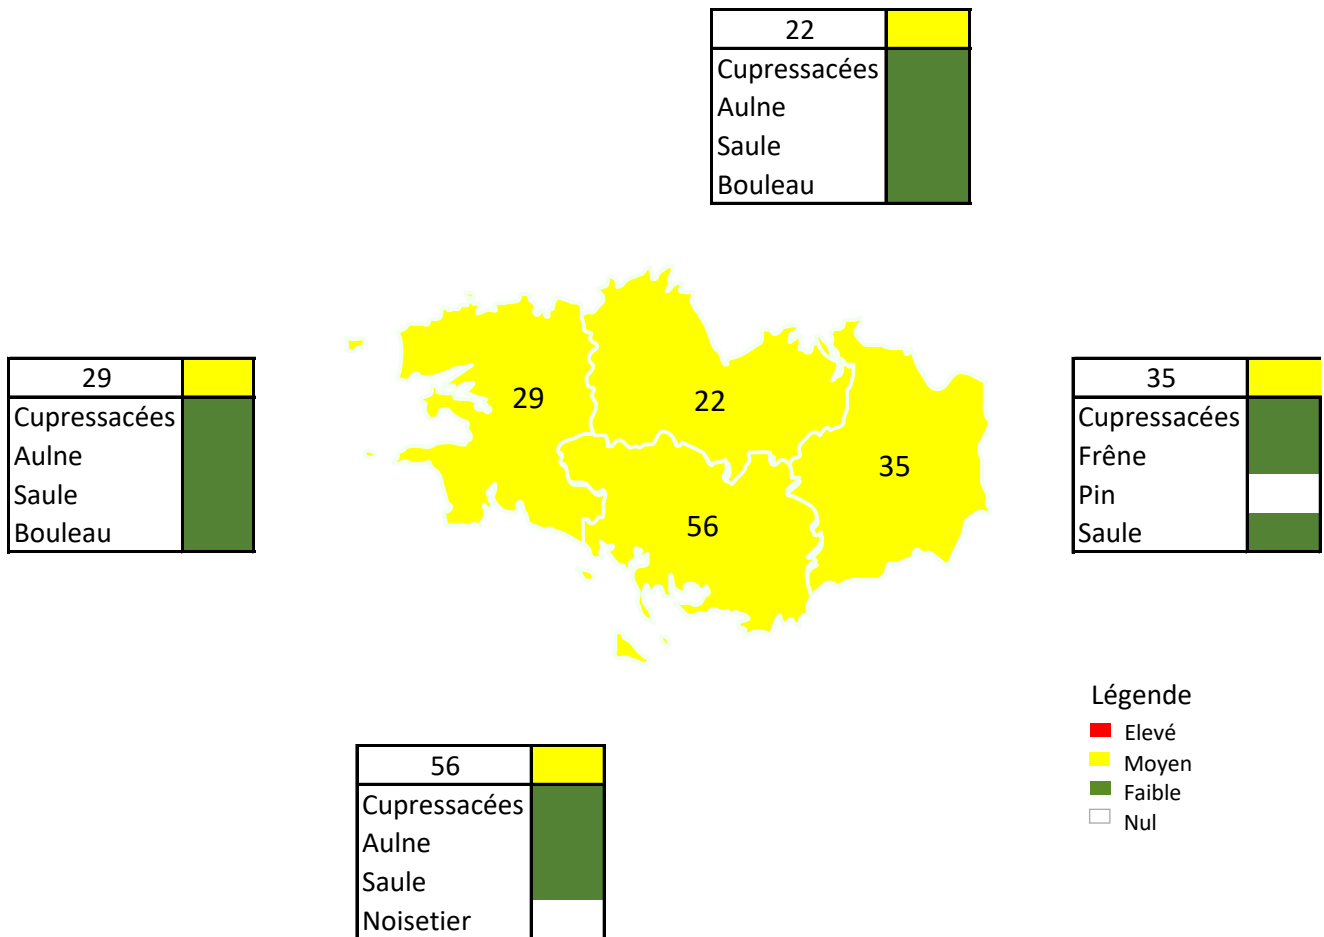 22
Cupressacées
Aulne
Saule
Bouleau
29
Cupressacées
Aulne
Saule
Bouleau
29
22
35
56
35
Cupressacées
Frêne
Pin
Saule
Légende
Elevé
Moyen
Faible
Nul
56
Cupressacées
Aulne
Saule
Noisetier